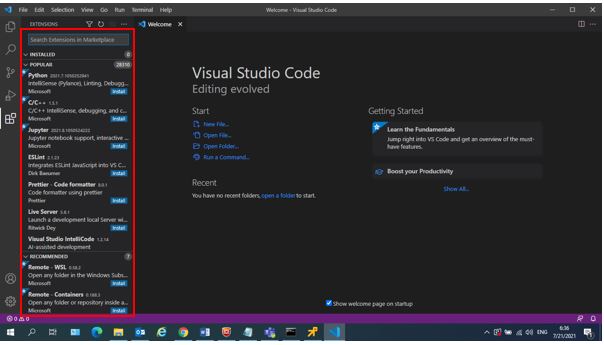 File Edit Selection View Go Run Terminal Help
Welcome - Visual Studio Code
EXTENSIONS
Welcome
Search Extensions in Marketplace
INSTALLED 0
POPULAR 28310
Python 2021.7.1050252941
IntelliSense (Pylance), Linting, Debugg...
Microsoft Install
C/C++ 1.5.1
C/C++ IntelliSense, debugging, and c...
Microsoft Install
Jupyter 2021.8.1050524222
Jupyter notebook support, interactive ...
Microsoft Install
ESLint 2.1.23
Integrates ESLint JavaScript into VS C...
Dirk Baeumer Install
Prettier - Code formatter 8.0.1
Code formatter using prettier
Prettier Install
Live Server 5.6.1
Launch a development local Server wi...
Ritwick Dey Install
Visual Studio IntelliCode 1.2.14
AI-assisted development
RECOMMENDED 7
Remote - WSL 0.58.2
Open any folder in the Windows Subs...
Microsoft Install
Remote - Containers 0.188.3
Open any folder or repository inside a...
Microsoft Install
Visual Studio Code
Editing evolved
Start
New File...
Open File...
Open Folder...
Run a Command...
Recent
You have no recent folders, open a folder to start.
Getting Started
Learn the Fundamentals
Jump right into VS Code and get an overview of the must-
have features.
Boost your Productivity
Show All...
Show welcome page on startup
0 0
ENG
6:36
7/21/2021